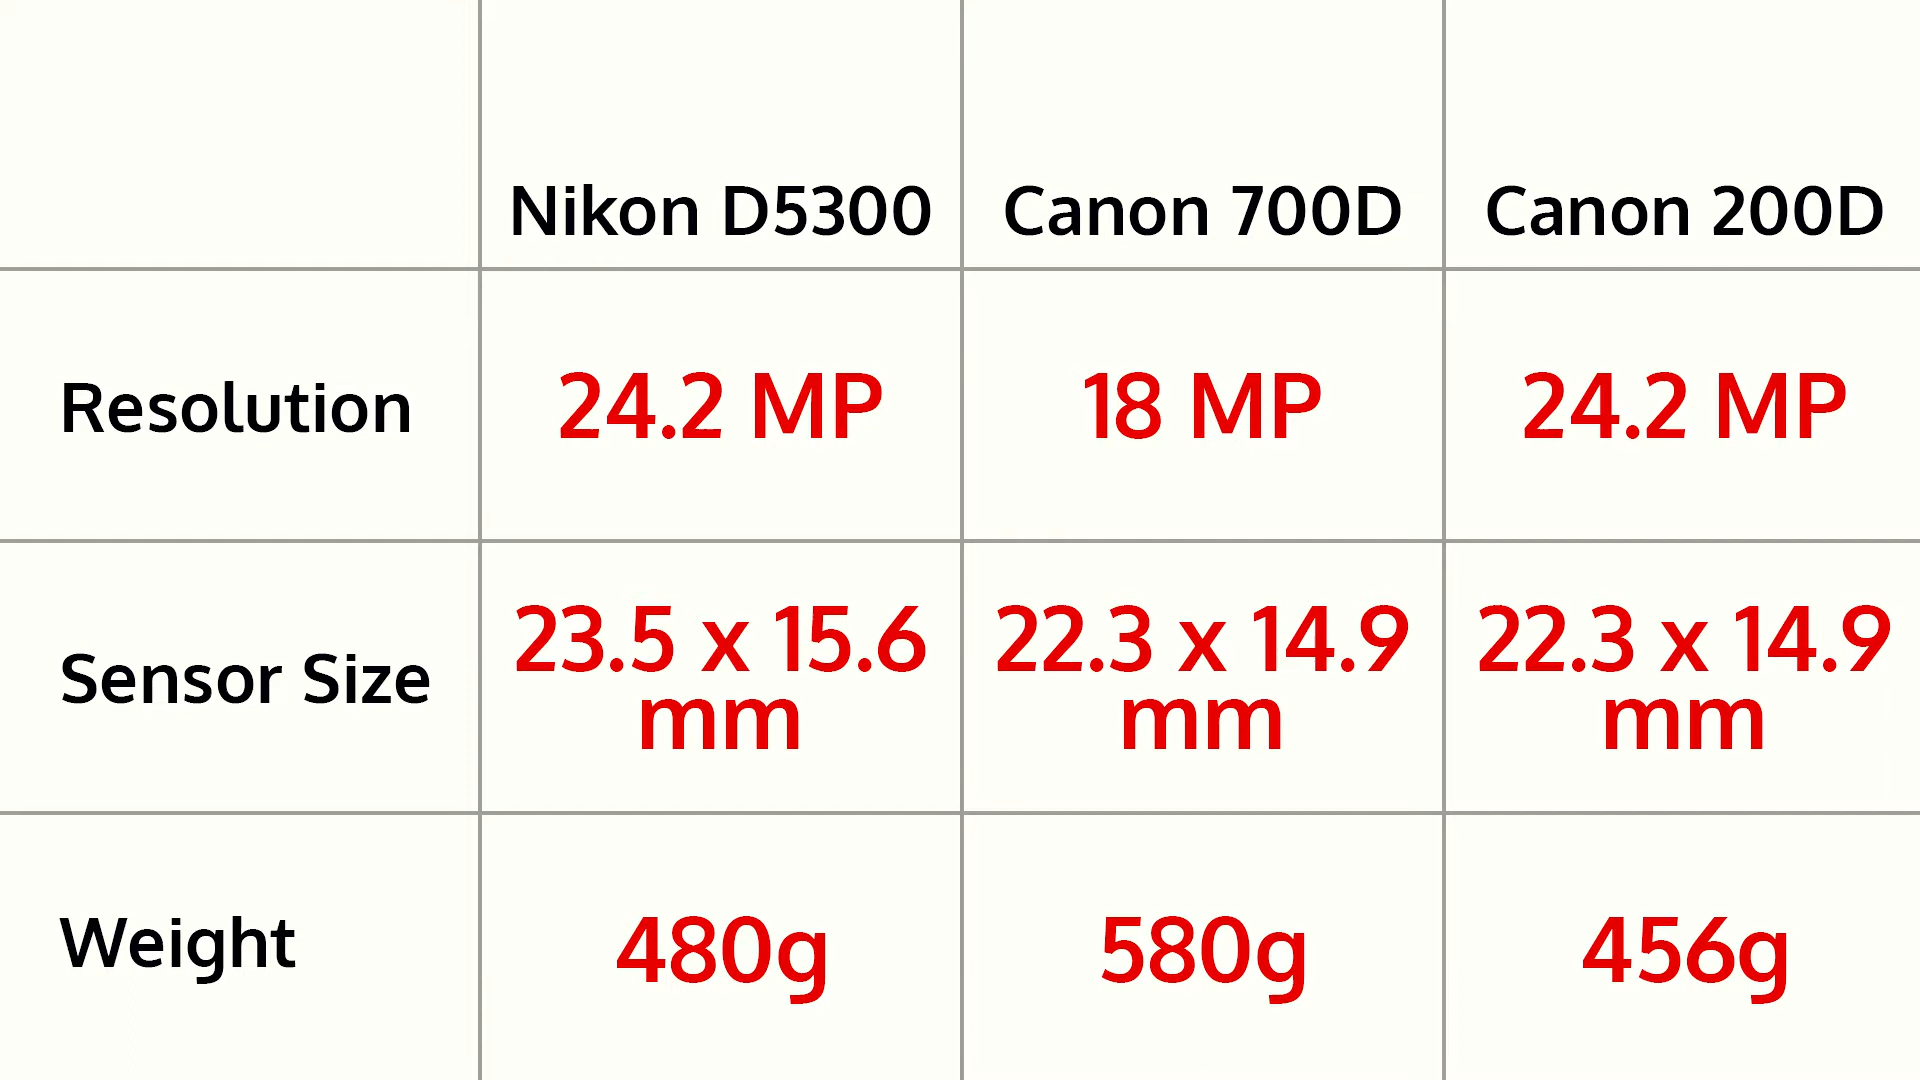 Nikon D5300 Canon 700D Canon 200D
Resolution 24.2 MP 18 MP 24.2 MP
Sensor Size 23.5 x 15.6 mm 22.3 x 14.9 mm 22.3 x 14.9 mm
Weight 480g 580g 456g